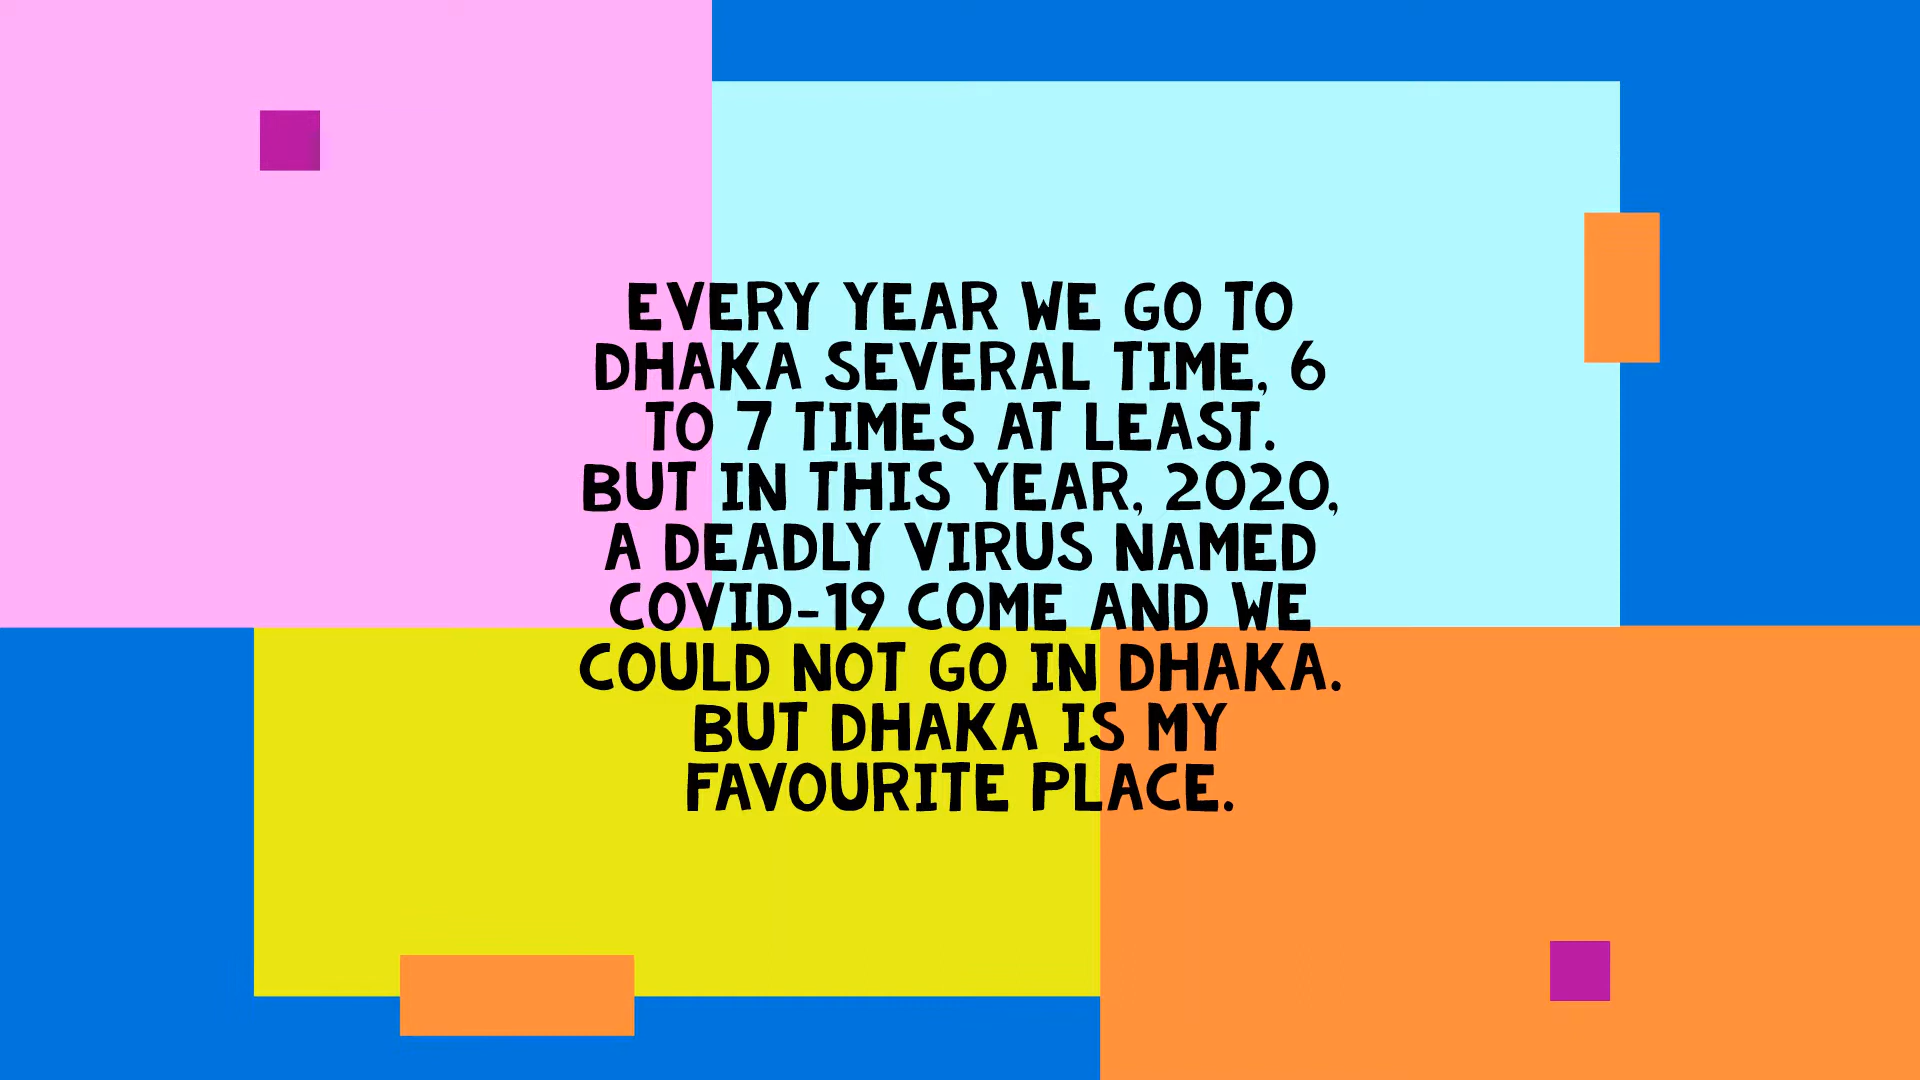 EVERY YEAR WE GO TO
DHAKA SEVERAL TIME, 6
TO 7 TIMES AT LEAST.
BUT IN THIS YEAR, 2020,
A DEADLY VIRUS NAMED
COVID-19 COME AND WE
COULD NOT GO IN DHAKA.
BUT DHAKA IS MY
FAVOURITE PLACE.